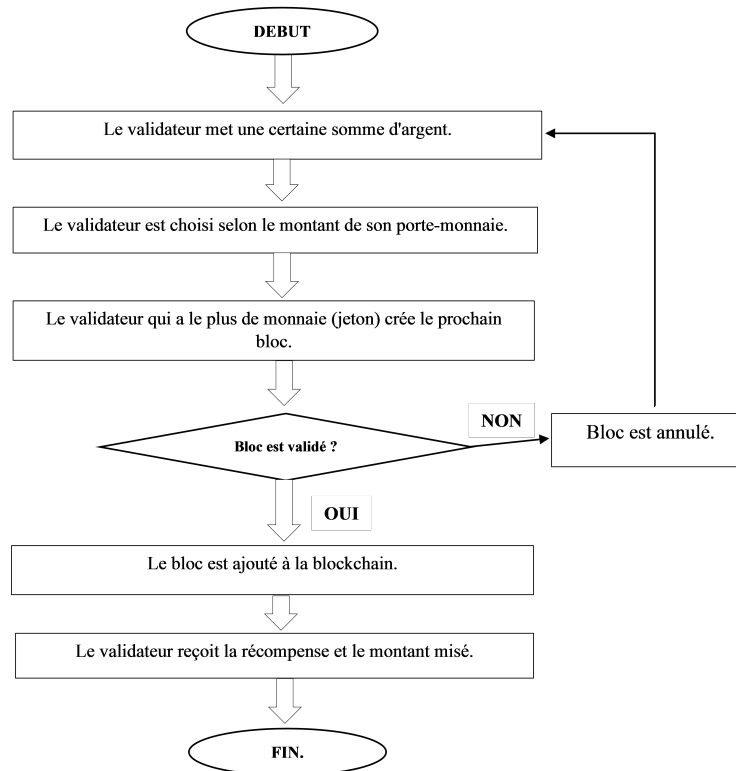 DEBUT
Le validateur met une certaine somme d'argent.
Le validateur est choisi selon le montant de son porte-monnaie.
Le validateur qui a le plus de monnaie (jeton) crée le prochain
bloc.
Bloc est validé ?
NON
Bloc est annulé.
OUI
Le bloc est ajouté à la blockchain.
Le validateur reçoit la récompense et le montant misé.
FIN.